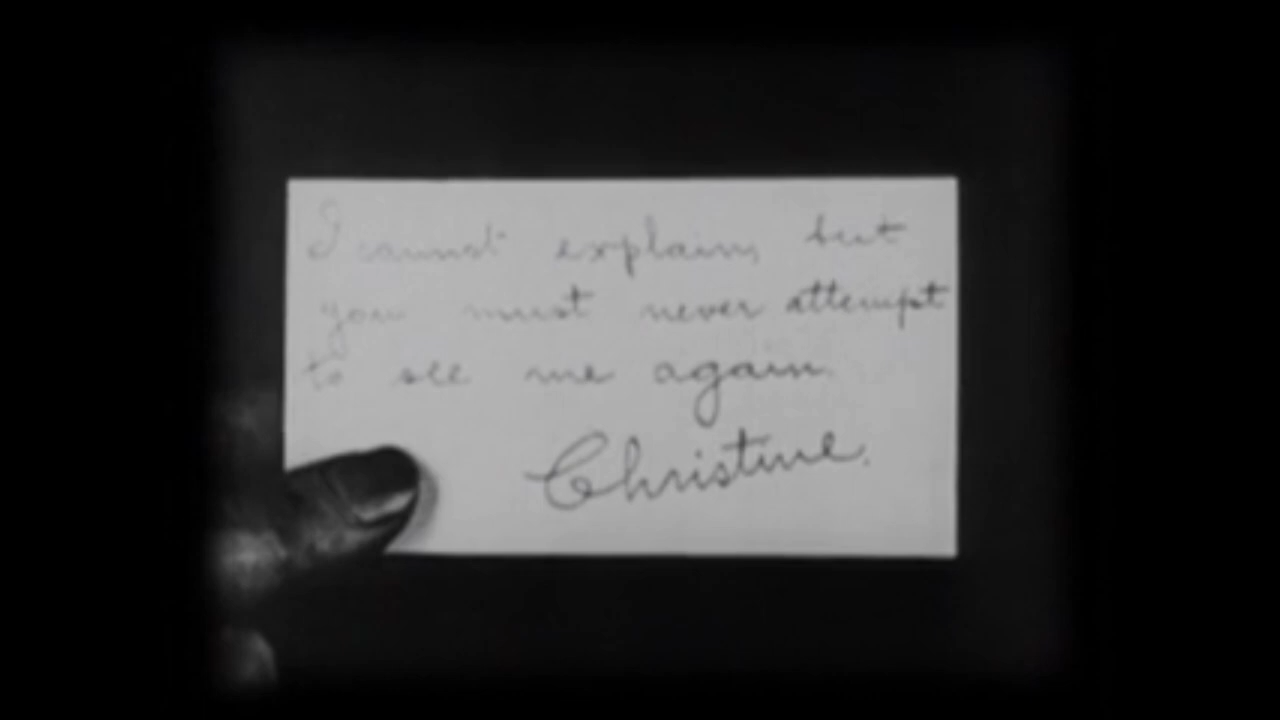 I cannot explain, but
you must never attempt
to see me again.
Christine.